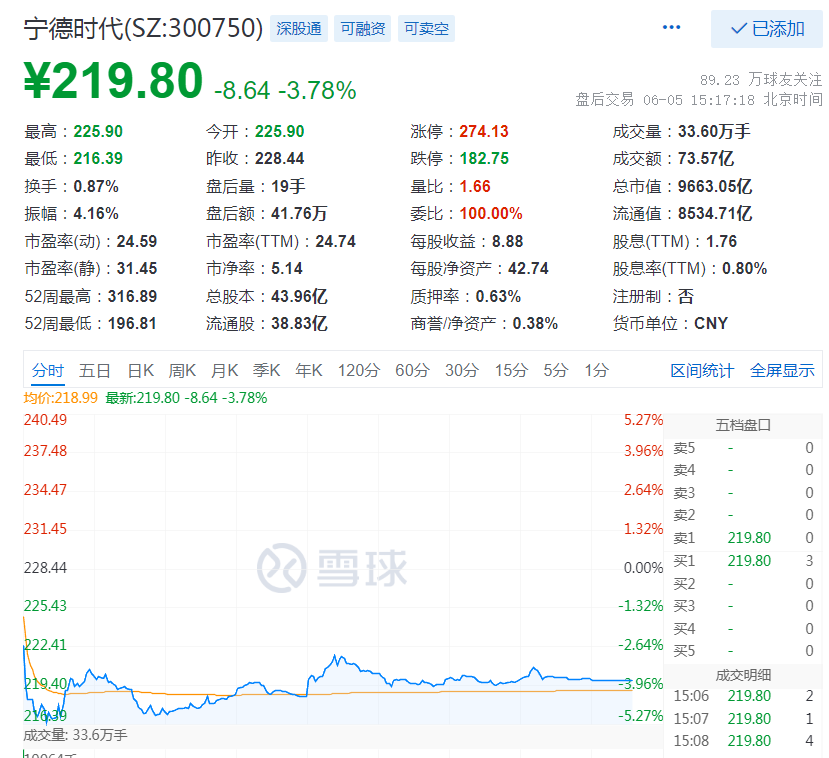 宁德时代(SZ:300750) 深股通 可融资 可卖空 ··· ✓已添加
¥219.80 -8.64 -3.78%
89.23 万球友关注
盘后交易 06-05 15:17:18 北京时间
最高：225.90 今开：225.90 涨停：274.13 成交量：33.60万手
最低：216.39 昨收：228.44 跌停：182.75 成交额：73.57亿
换手：0.87% 盘后量：19手 量比：1.66 总市值：9663.05亿
振幅：4.16% 盘后额：41.76万 委比：100.00% 流通值：8534.71亿
市盈率(动)：24.59 市盈率(TTM)：24.74 每股收益：8.88 股息(TTM)：1.76
市盈率(静)：31.45 市净率：5.14 每股净资产：42.74 股息率(TTM)：0.80%
52周最高：316.89 总股本：43.96亿 质押率：0.63% 注册制：否
52周最低：196.81 流通股：38.83亿 商誉/净资产：0.38% 货币单位：CNY
分时 五日 日K 周K 月K 季K 年K 120分 60分 30分 15分 5分 1分 区间统计 全屏显示
均价:218.99 最新:219.80 -8.64 -3.78%
240.49 5.27%
237.48 3.96%
234.47 2.64%
231.45 1.32%
228.44 0.00%
225.43 -1.32%
222.41 -2.64%
219.40 -3.96%
216.39 -5.27%
雪球
成交量: 33.6万手
五档盘口
卖5 - 0
卖4 - 0
卖3 - 0
卖2 - 0
卖1 219.80 0
买1 219.80 3
买2 - 0
买3 - 0
买4 - 0
买5 - 0
成交明细
15:06 219.80 2
15:07 219.80 1
15:08 219.80 4